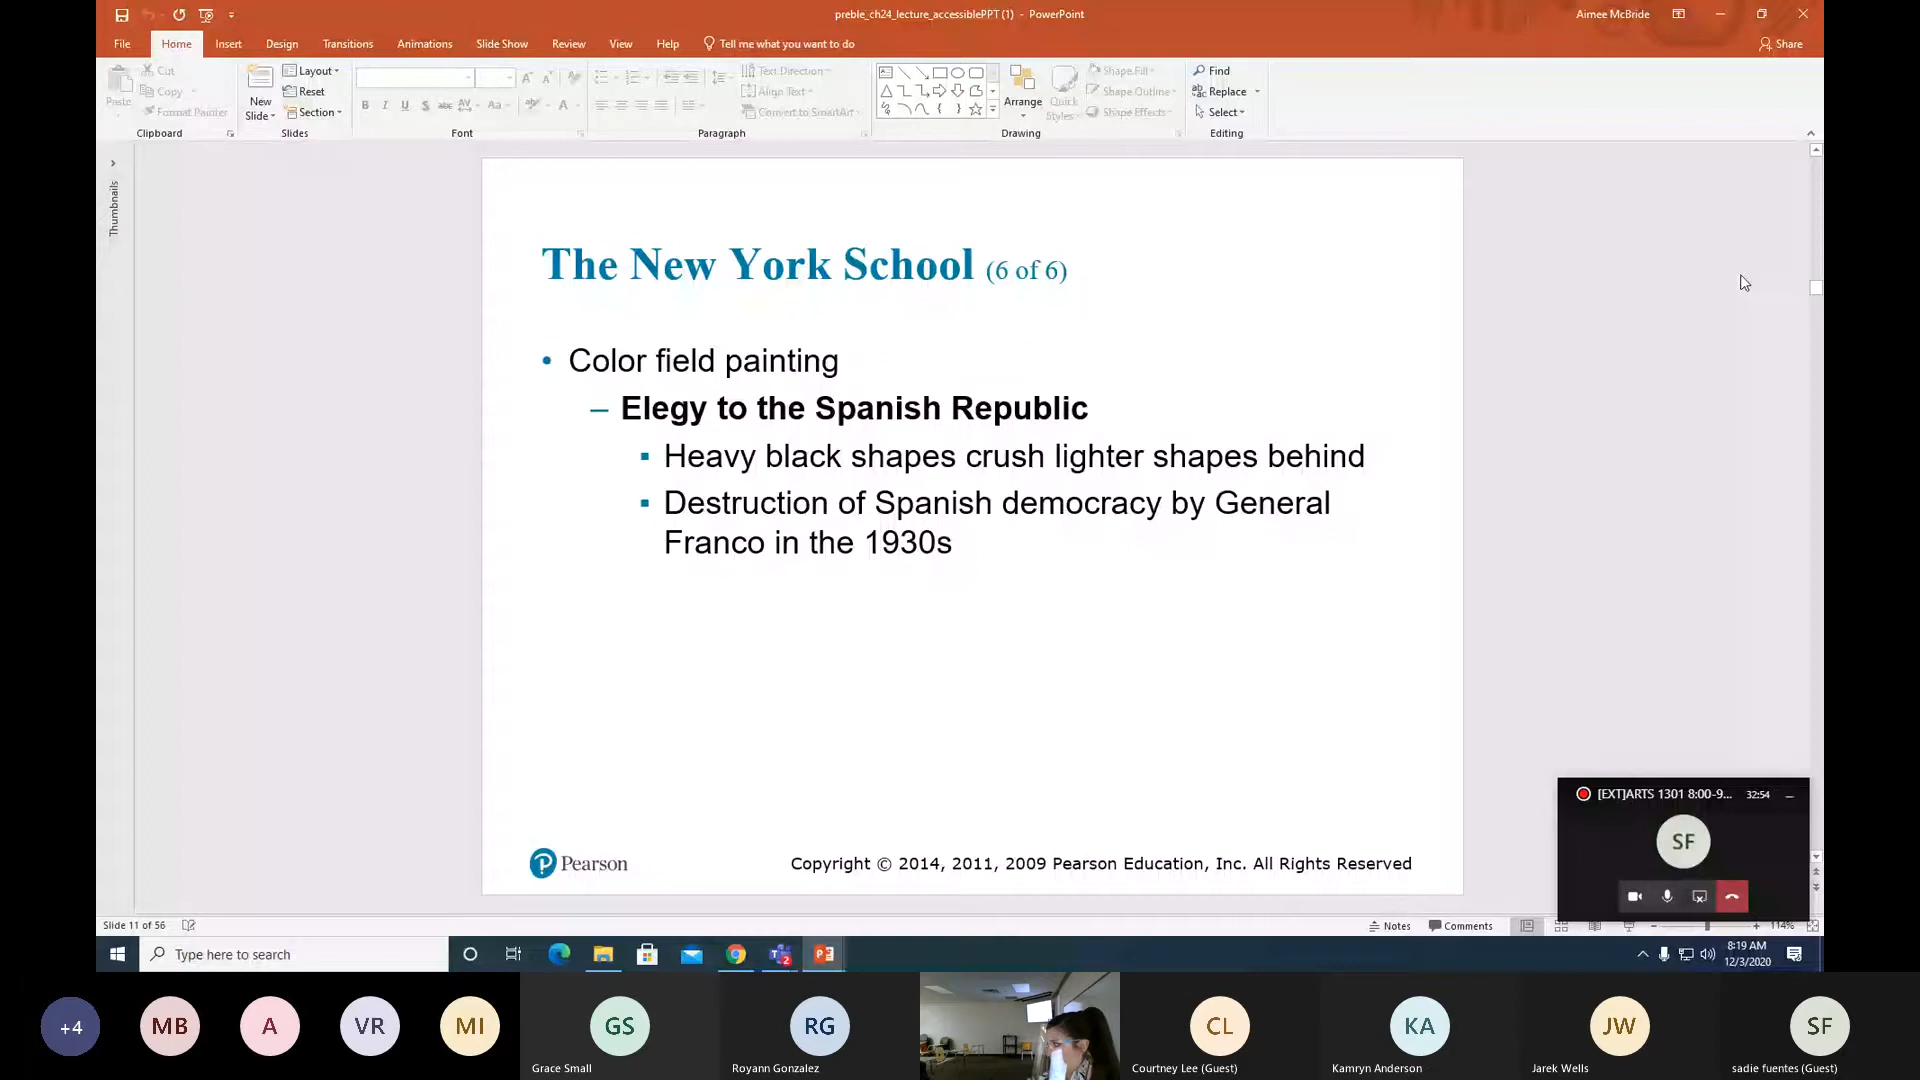 preble_ch24_lecture_accessiblePPT (1) - PowerPoint
Aimee McBride
File Home Insert Design Transitions Animations Slide Show Review View Help Tell me what you want to do
Share
Paste
Cut
Copy
Format Painter
Clipboard
New Slide
Layout
Reset
Section
Slides
B I U S abc AV Aa A
Font
Text Direction
Align Text
Convert to SmartArt
Paragraph
Arrange
Quick Styles
Shape Fill
Shape Outline
Shape Effects
Drawing
Find
Replace
Select
Editing
Thumbnails
The New York School (6 of 6)
• Color field painting
– Elegy to the Spanish Republic
▪ Heavy black shapes crush lighter shapes behind
▪ Destruction of Spanish democracy by General
Franco in the 1930s
Pearson
Copyright © 2014, 2011, 2009 Pearson Education, Inc. All Rights Reserved
[EXT]ARTS 1301 8:00-9... 32:54
SF
Slide 11 of 56
Notes
Comments
114%
Type here to search
8:19 AM
12/3/2020
+4 MB A VR MI GS RG CL KA JW SF
Grace Small
Royann Gonzalez
Courtney Lee (Guest)
Kamryn Anderson
Jarek Wells
sadie fuentes (Guest)